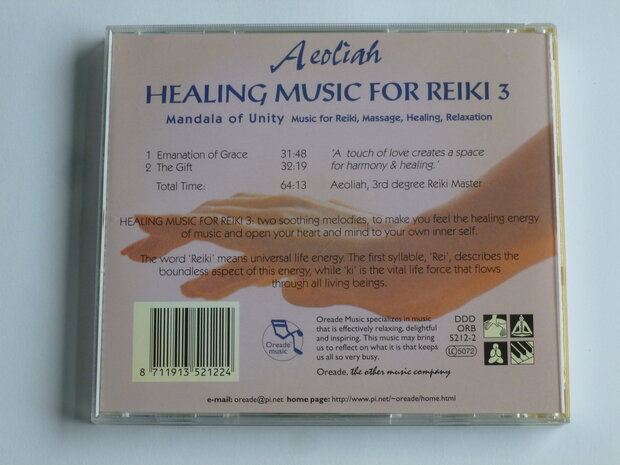 Aeoliah
HEALING MUSIC FOR REIKI 3
Mandala of Unity Music for Reiki, Massage, Healing, Relaxation
1 Emanation of Grace 31:48
2 The Gift 32:19
Total Time: 64:13
'A touch of love creates a space
for harmony & healing.'
Aeoliah, 3rd degree Reiki Master
HEALING MUSIC FOR REIKI 3: two soothing melodies, to make you feel the healing energy
of music and open your heart and mind to your own inner self.
The word 'Reiki' means universal life energy. The first syllable, 'Rei', describes the
boundless aspect of this energy, while 'ki' is the vital life force that flows
through all living beings.
8 711913 521224
Oreade
music
Oreade Music specializes in music
that is effectively relaxing, delightful
and inspiring. This music may bring
us to reflect on what it is that keeps
us all so very busy.
Oreade, the other music company
DDD
ORB
5212-2
LC 5072
e-mail: oreade@pi.net home page: http://www.pi.net/~oreade/home.html